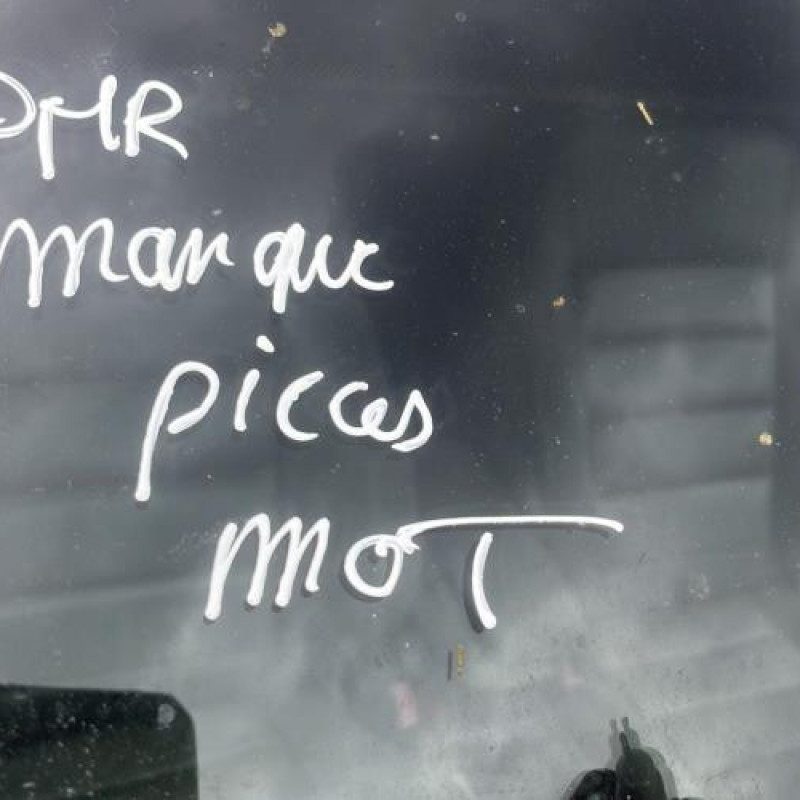 PMR
manque
pieces
MOT